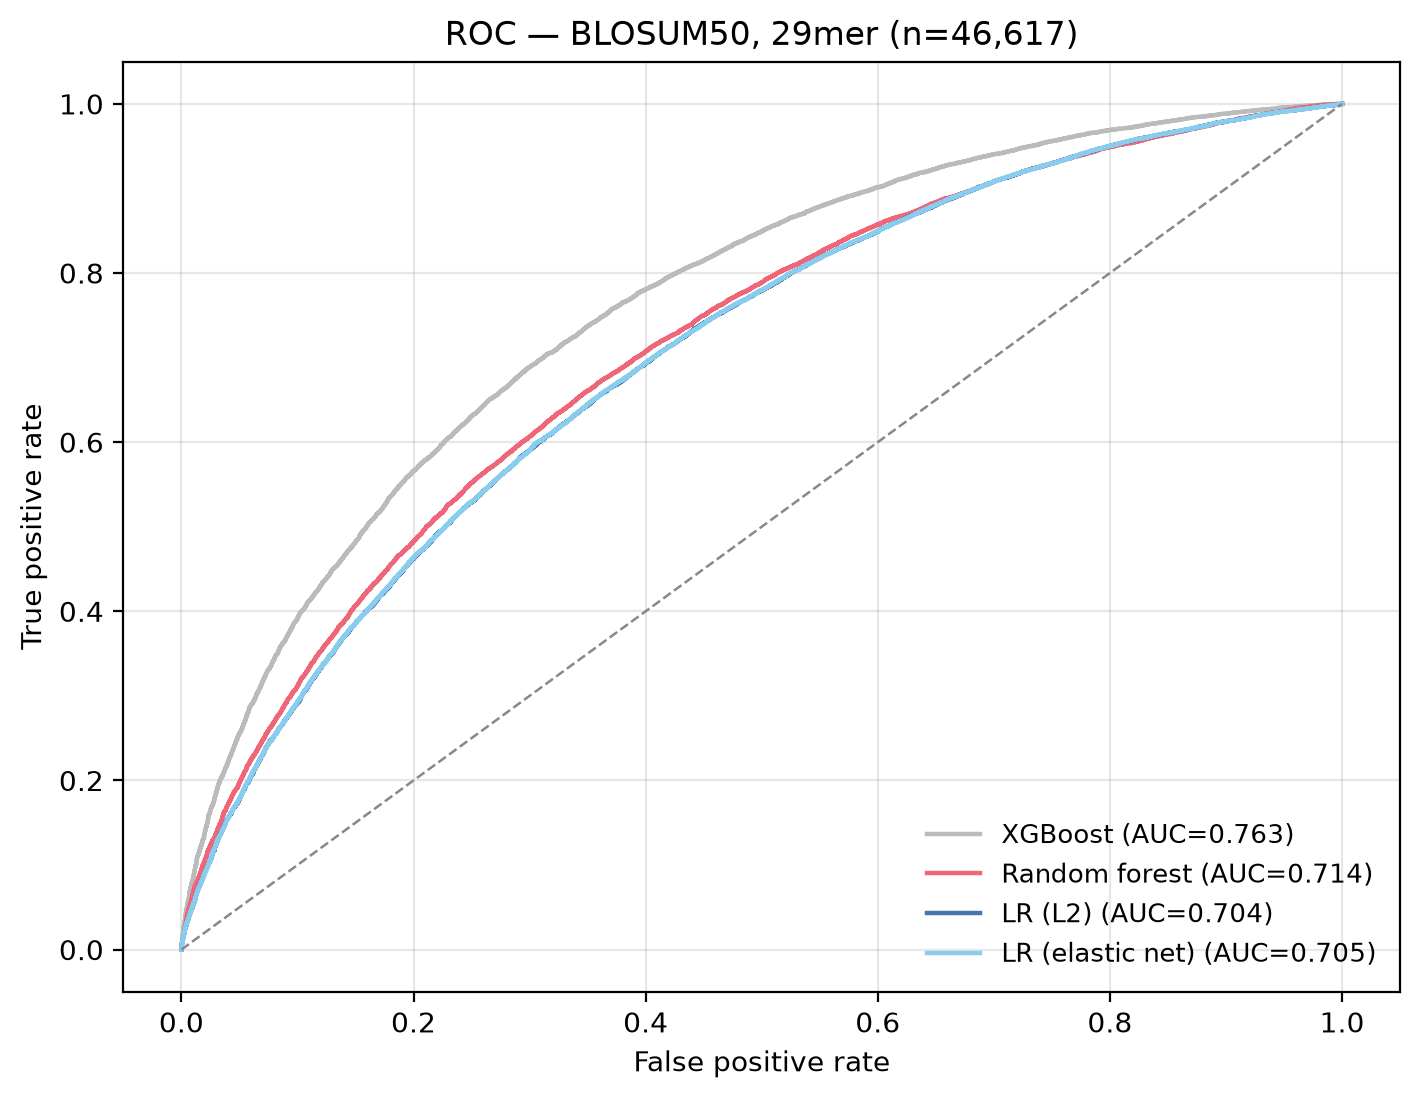 ROC — BLOSUM50, 29mer (n=46,617)
True positive rate
1.0
0.8
0.6
0.4
0.2
0.0
XGBoost (AUC=0.763)
Random forest (AUC=0.714)
LR (L2) (AUC=0.704)
LR (elastic net) (AUC=0.705)
0.0 0.2 0.4 0.6 0.8 1.0
False positive rate